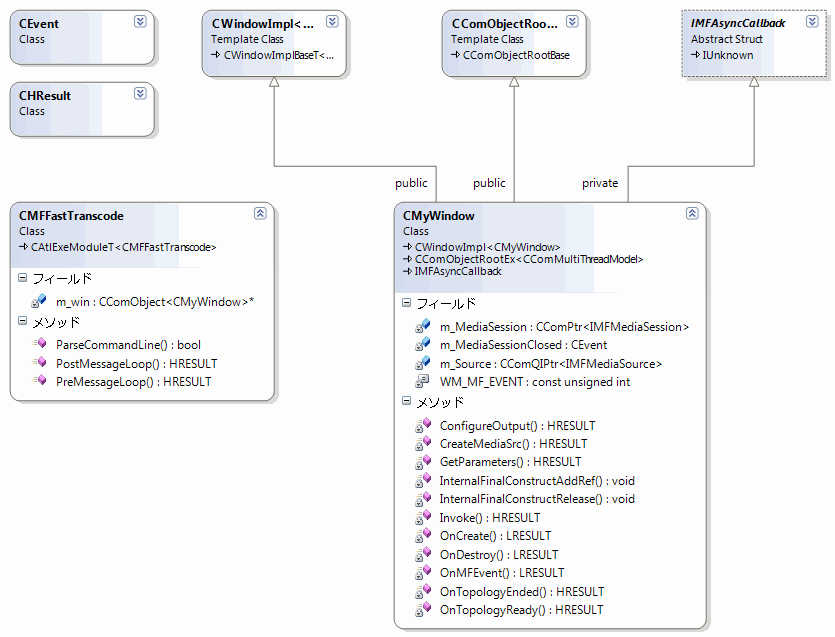 CEvent
Class
CHResult
Class
CWindowImpl<...
Template Class
CWindowImplBaseT<...
CComObjectRoo...
Template Class
CComObjectRootBase
IMFAsyncCallback
Abstract Struct
IUnknown
public
public
private
CMFFastTranscode
Class
CAtlExeModuleT<CMFFastTranscode>
フィールド
m_win : CComObject<CMyWindow>*
メソッド
ParseCommandLine() : bool
PostMessageLoop() : HRESULT
PreMessageLoop() : HRESULT
CMyWindow
Class
CWindowImpl<CMyWindow>
CComObjectRootEx<CComMultiThreadModel>
IMFAsyncCallback
フィールド
m_MediaSession : CComPtr<IMFMediaSession>
m_MediaSessionClosed : CEvent
m_Source : CComQIPtr<IMFMediaSource>
WM_MF_EVENT : const unsigned int
メソッド
ConfigureOutput() : HRESULT
CreateMediaSrc() : HRESULT
GetParameters() : HRESULT
InternalFinalConstructAddRef() : void
InternalFinalConstructRelease() : void
Invoke() : HRESULT
OnCreate() : LRESULT
OnDestroy() : LRESULT
OnMFEvent() : LRESULT
OnTopologyEnded() : HRESULT
OnTopologyReady() : HRESULT